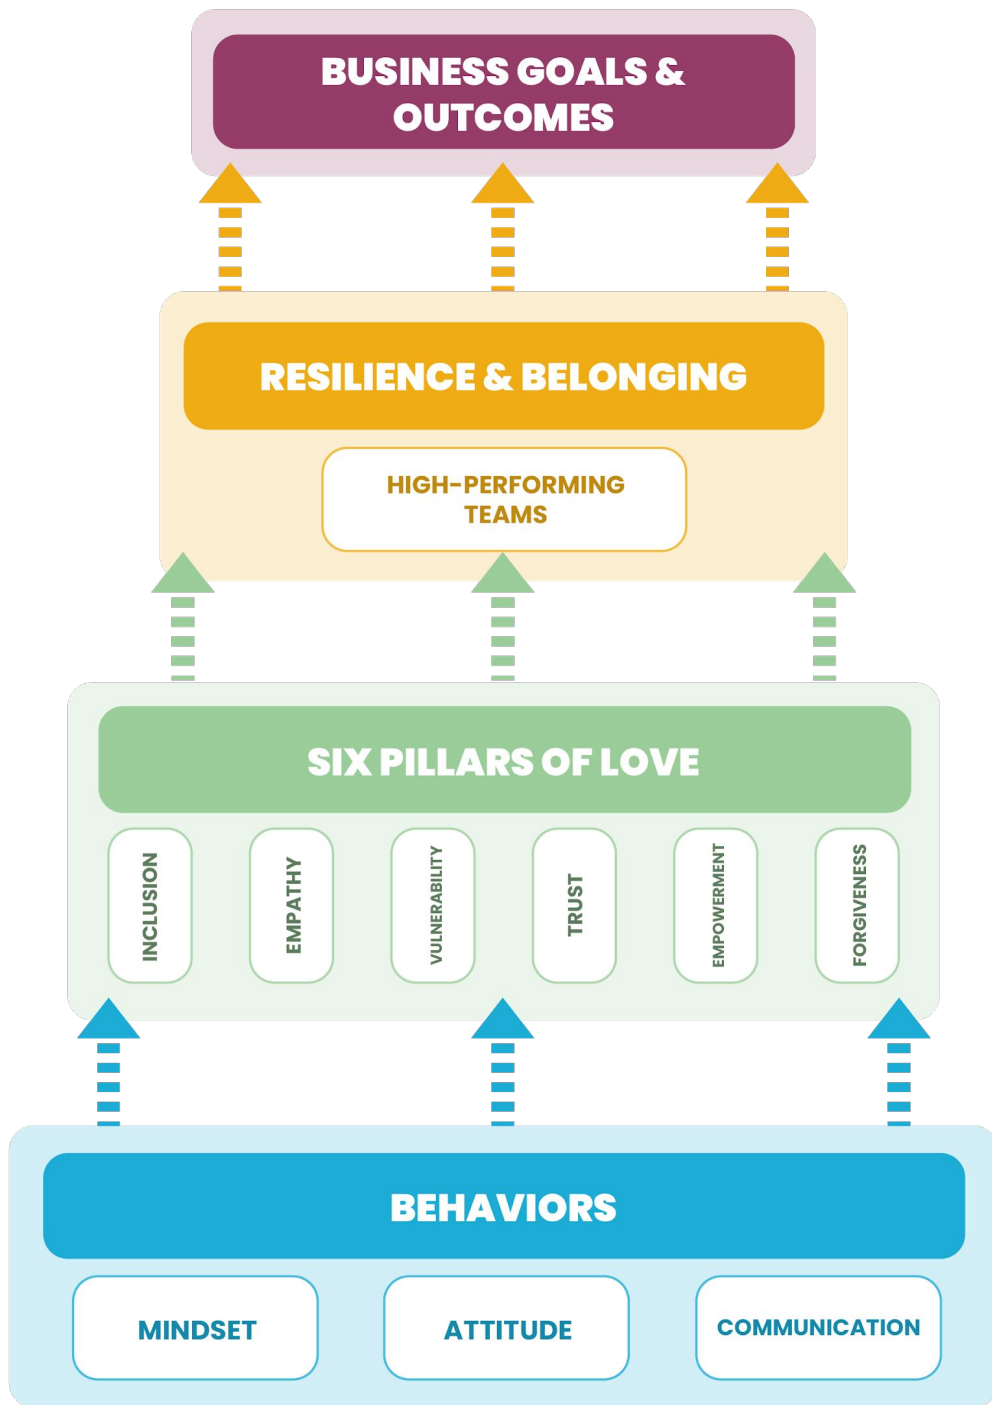 BUSINESS GOALS &
OUTCOMES
RESILIENCE & BELONGING
HIGH-PERFORMING
TEAMS
SIX PILLARS OF LOVE
INCLUSION
EMPATHY
VULNERABILITY
TRUST
EMPOWERMENT
FORGIVENESS
BEHAVIORS
MINDSET
ATTITUDE
COMMUNICATION